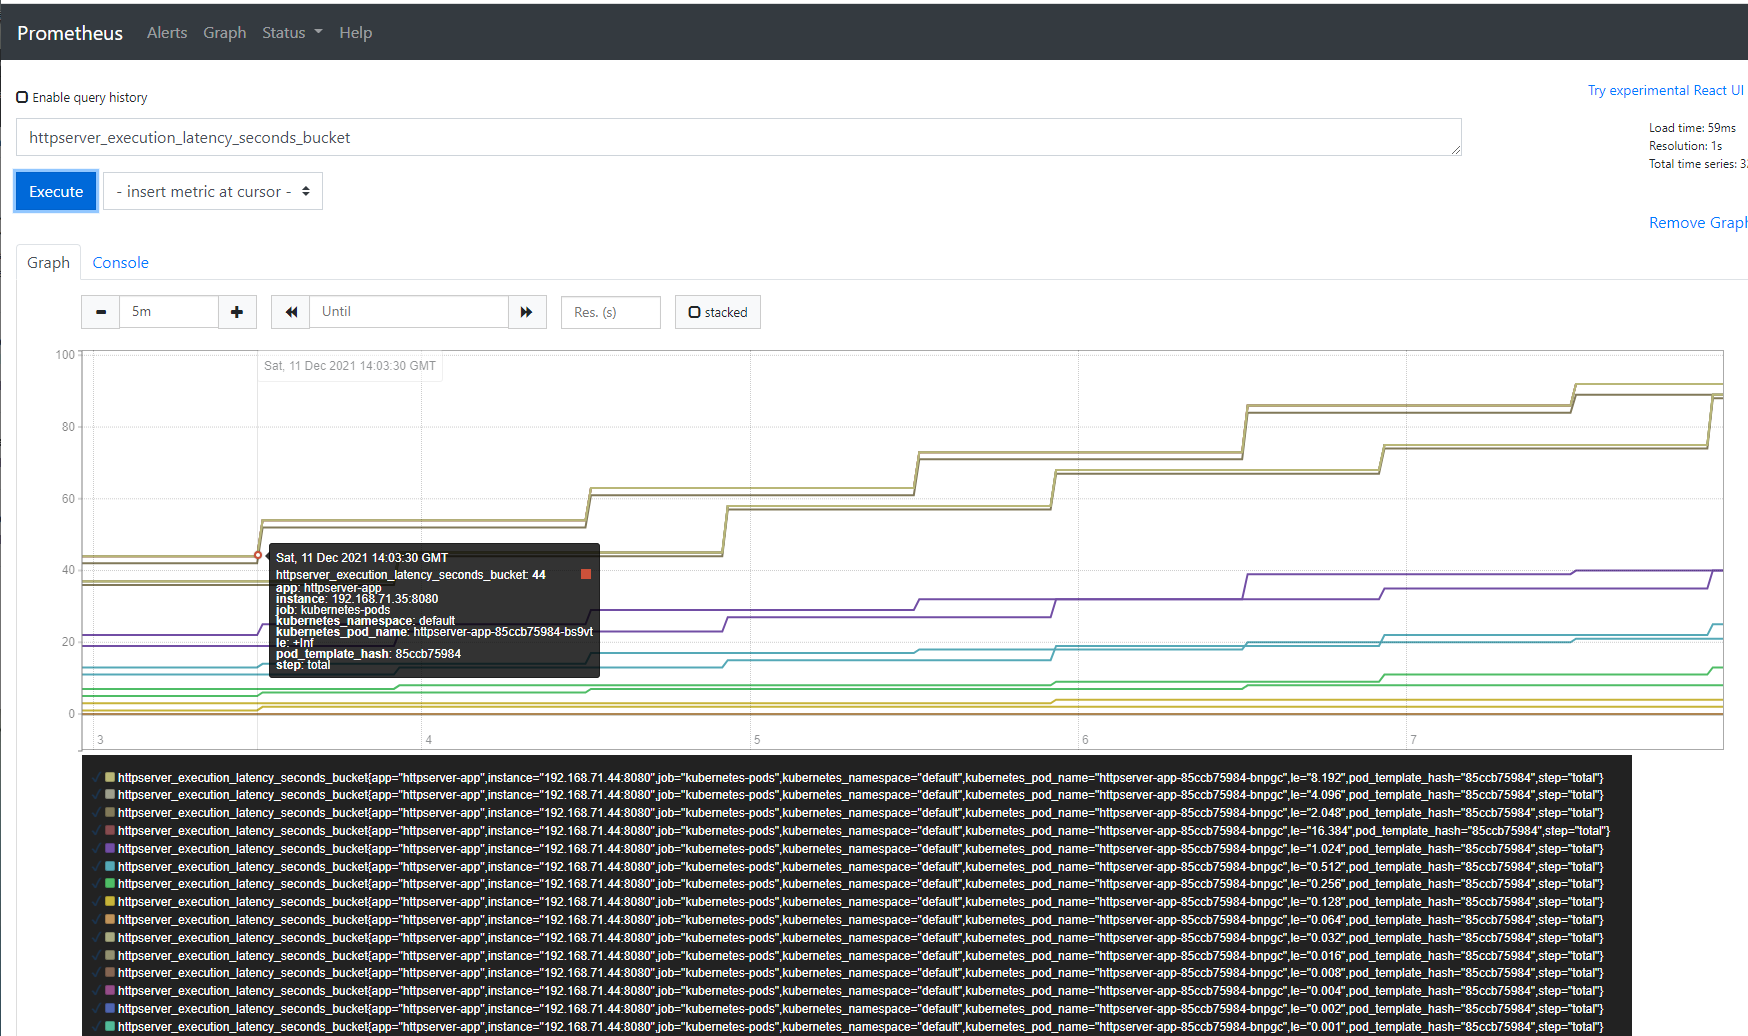 Prometheus Alerts Graph Status Help
Enable query history
Try experimental React UI
httpserver_execution_latency_seconds_bucket
Load time: 59ms
Resolution: 1s
Total time series:
Execute - insert metric at cursor -
Remove Graph
Graph Console
5m Until Res. (s) stacked
100
Sat, 11 Dec 2021 14:03:30 GMT
80
60
40
20
0
Sat, 11 Dec 2021 14:03:30 GMT
httpserver_execution_latency_seconds_bucket: 44
app: httpserver-app
instance: 192.168.71.35:8080
job: kubernetes-pods
kubernetes_namespace: default
kubernetes_pod_name: httpserver-app-85ccb75984-bs9vt
le: +Inf
pod_template_hash: 85ccb75984
step: total
3 4 5 6 7
httpserver_execution_latency_seconds_bucket{app="httpserver-app",instance="192.168.71.44:8080",job="kubernetes-pods",kubernetes_namespace="default",kubernetes_pod_name="httpserver-app-85ccb75984-bnpgc",le="8.192",pod_template_hash="85ccb75984",step="total"}
httpserver_execution_latency_seconds_bucket{app="httpserver-app",instance="192.168.71.44:8080",job="kubernetes-pods",kubernetes_namespace="default",kubernetes_pod_name="httpserver-app-85ccb75984-bnpgc",le="4.096",pod_template_hash="85ccb75984",step="total"}
httpserver_execution_latency_seconds_bucket{app="httpserver-app",instance="192.168.71.44:8080",job="kubernetes-pods",kubernetes_namespace="default",kubernetes_pod_name="httpserver-app-85ccb75984-bnpgc",le="2.048",pod_template_hash="85ccb75984",step="total"}
httpserver_execution_latency_seconds_bucket{app="httpserver-app",instance="192.168.71.44:8080",job="kubernetes-pods",kubernetes_namespace="default",kubernetes_pod_name="httpserver-app-85ccb75984-bnpgc",le="16.384",pod_template_hash="85ccb75984",step="total"}
httpserver_execution_latency_seconds_bucket{app="httpserver-app",instance="192.168.71.44:8080",job="kubernetes-pods",kubernetes_namespace="default",kubernetes_pod_name="httpserver-app-85ccb75984-bnpgc",le="1.024",pod_template_hash="85ccb75984",step="total"}
httpserver_execution_latency_seconds_bucket{app="httpserver-app",instance="192.168.71.44:8080",job="kubernetes-pods",kubernetes_namespace="default",kubernetes_pod_name="httpserver-app-85ccb75984-bnpgc",le="0.512",pod_template_hash="85ccb75984",step="total"}
httpserver_execution_latency_seconds_bucket{app="httpserver-app",instance="192.168.71.44:8080",job="kubernetes-pods",kubernetes_namespace="default",kubernetes_pod_name="httpserver-app-85ccb75984-bnpgc",le="0.256",pod_template_hash="85ccb75984",step="total"}
httpserver_execution_latency_seconds_bucket{app="httpserver-app",instance="192.168.71.44:8080",job="kubernetes-pods",kubernetes_namespace="default",kubernetes_pod_name="httpserver-app-85ccb75984-bnpgc",le="0.128",pod_template_hash="85ccb75984",step="total"}
httpserver_execution_latency_seconds_bucket{app="httpserver-app",instance="192.168.71.44:8080",job="kubernetes-pods",kubernetes_namespace="default",kubernetes_pod_name="httpserver-app-85ccb75984-bnpgc",le="0.064",pod_template_hash="85ccb75984",step="total"}
httpserver_execution_latency_seconds_bucket{app="httpserver-app",instance="192.168.71.44:8080",job="kubernetes-pods",kubernetes_namespace="default",kubernetes_pod_name="httpserver-app-85ccb75984-bnpgc",le="0.032",pod_template_hash="85ccb75984",step="total"}
httpserver_execution_latency_seconds_bucket{app="httpserver-app",instance="192.168.71.44:8080",job="kubernetes-pods",kubernetes_namespace="default",kubernetes_pod_name="httpserver-app-85ccb75984-bnpgc",le="0.016",pod_template_hash="85ccb75984",step="total"}
httpserver_execution_latency_seconds_bucket{app="httpserver-app",instance="192.168.71.44:8080",job="kubernetes-pods",kubernetes_namespace="default",kubernetes_pod_name="httpserver-app-85ccb75984-bnpgc",le="0.008",pod_template_hash="85ccb75984",step="total"}
httpserver_execution_latency_seconds_bucket{app="httpserver-app",instance="192.168.71.44:8080",job="kubernetes-pods",kubernetes_namespace="default",kubernetes_pod_name="httpserver-app-85ccb75984-bnpgc",le="0.004",pod_template_hash="85ccb75984",step="total"}
httpserver_execution_latency_seconds_bucket{app="httpserver-app",instance="192.168.71.44:8080",job="kubernetes-pods",kubernetes_namespace="default",kubernetes_pod_name="httpserver-app-85ccb75984-bnpgc",le="0.002",pod_template_hash="85ccb75984",step="total"}
httpserver_execution_latency_seconds_bucket{app="httpserver-app",instance="192.168.71.44:8080",job="kubernetes-pods",kubernetes_namespace="default",kubernetes_pod_name="httpserver-app-85ccb75984-bnpgc",le="0.001",pod_template_hash="85ccb75984",step="total"}